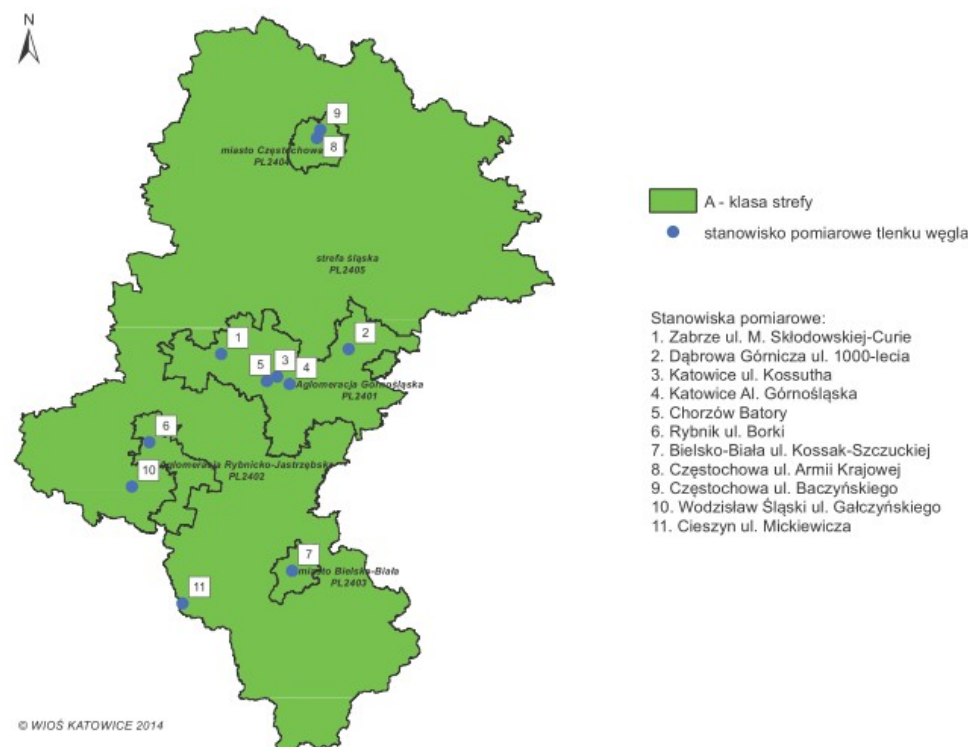 N
9
8
miasto Częstochowa
PL2404
A - klasa strefy
stanowisko pomiarowe tlenku węgla
strefa śląska
PL2405
1
2
5
3
4
Aglomeracja Górnośląska
PL2401
6
10
Aglomeracja Rybnicko-Jastrzębska
PL2402
7
miasto Bielsko-Biała
PL2403
11
Stanowiska pomiarowe:
1. Zabrze ul. M. Skłodowskiej-Curie
2. Dąbrowa Górnicza ul. 1000-lecia
3. Katowice ul. Kossutha
4. Katowice Al. Górnośląska
5. Chorzów Batory
6. Rybnik ul. Borki
7. Bielsko-Biała ul. Kossak-Szczuckiej
8. Częstochowa ul. Armii Krajowej
9. Częstochowa ul. Baczyńskiego
10. Wodzisław Śląski ul. Gałczyńskiego
11. Cieszyn ul. Mickiewicza
© WIOŚ KATOWICE 2014